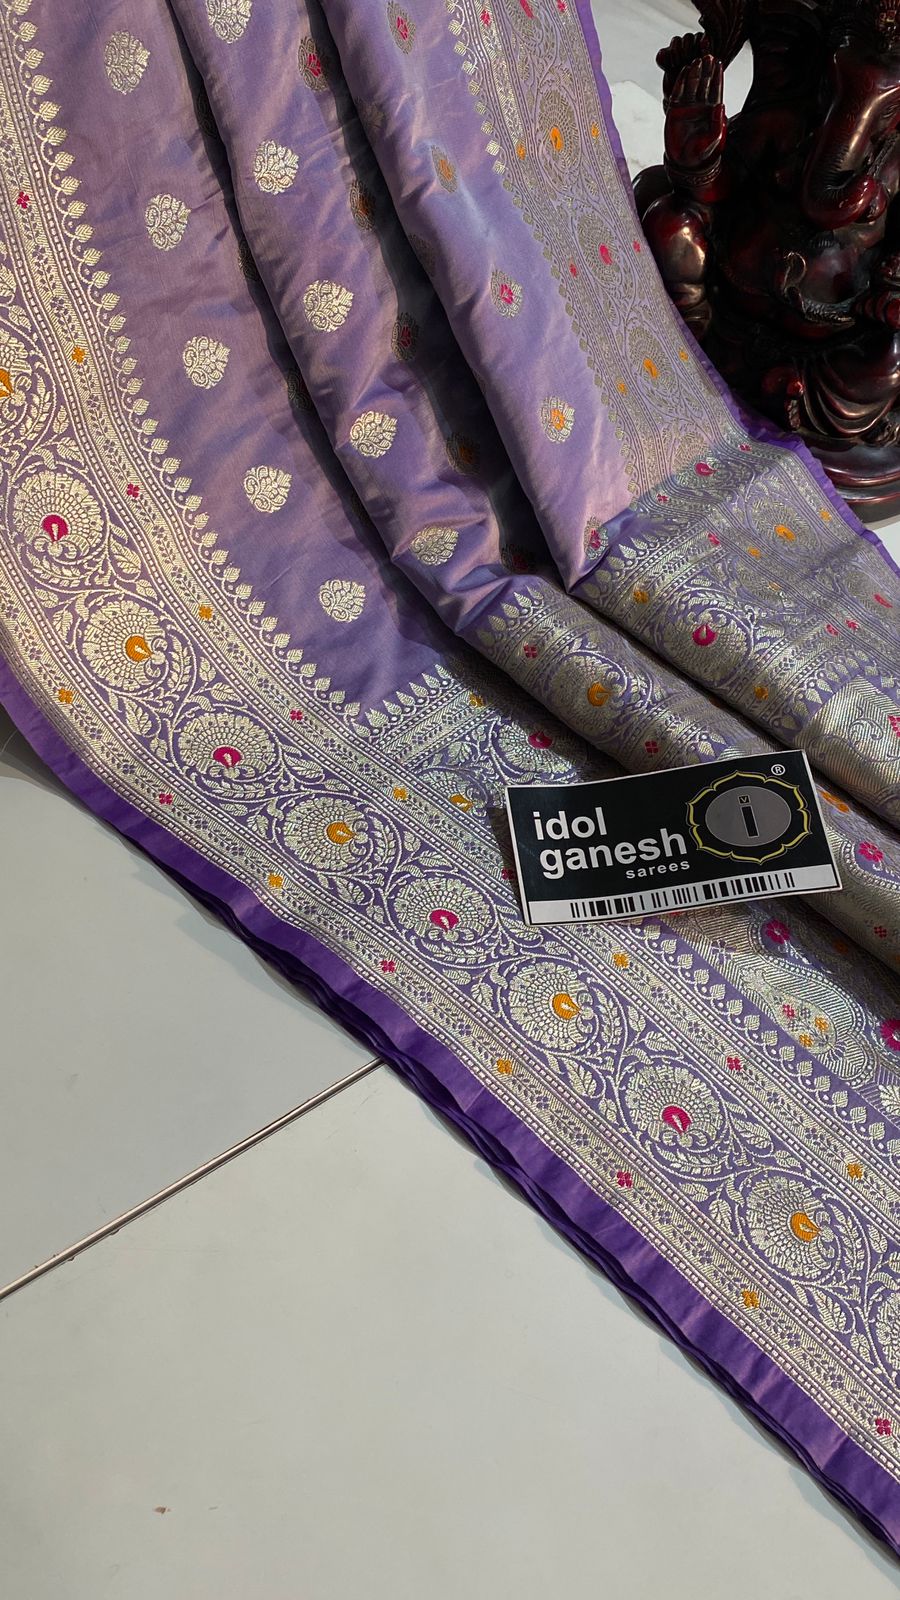 idol
ganesh
sarees
®
V
i